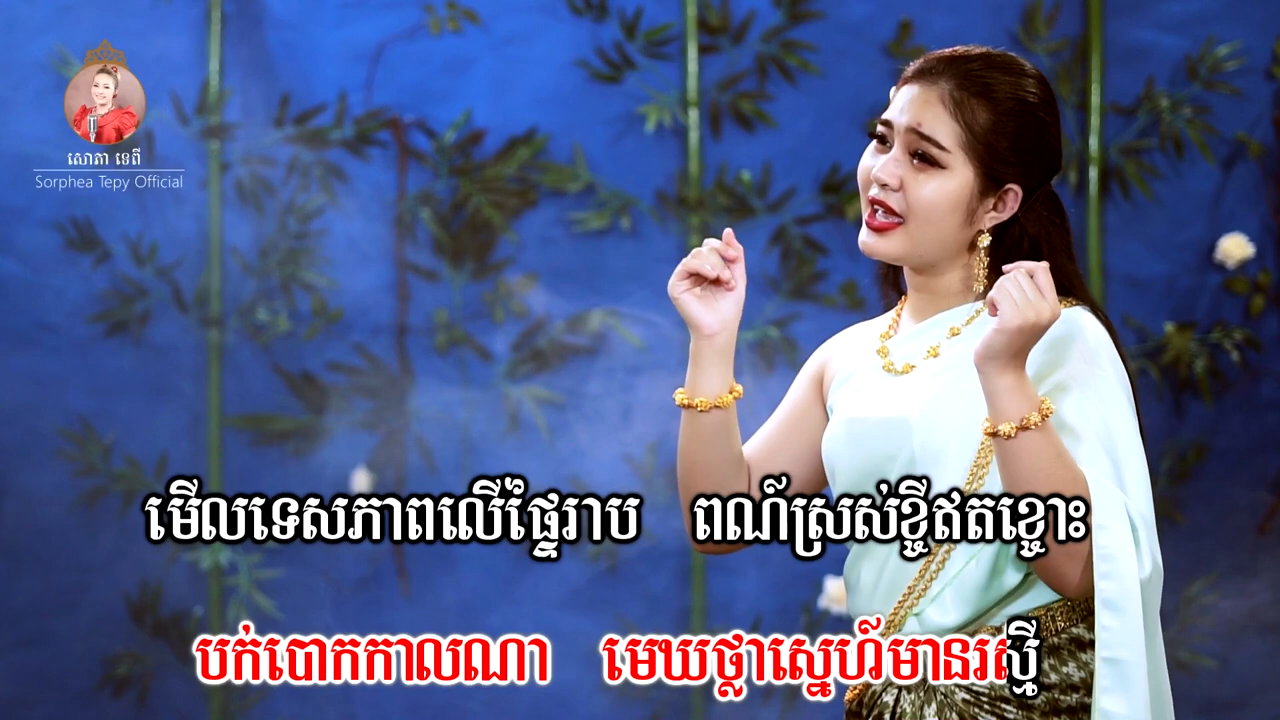 សោភា ទេពី
Sorphea Tepy Official
មើលទេសភាពលើផ្ទៃរាប ពណ៍ស្រស់ខ្ចីឥតខ្ចោះ
បក់បោកកាលណា មេឃថ្លាស្នេហ៍មានរស្មី